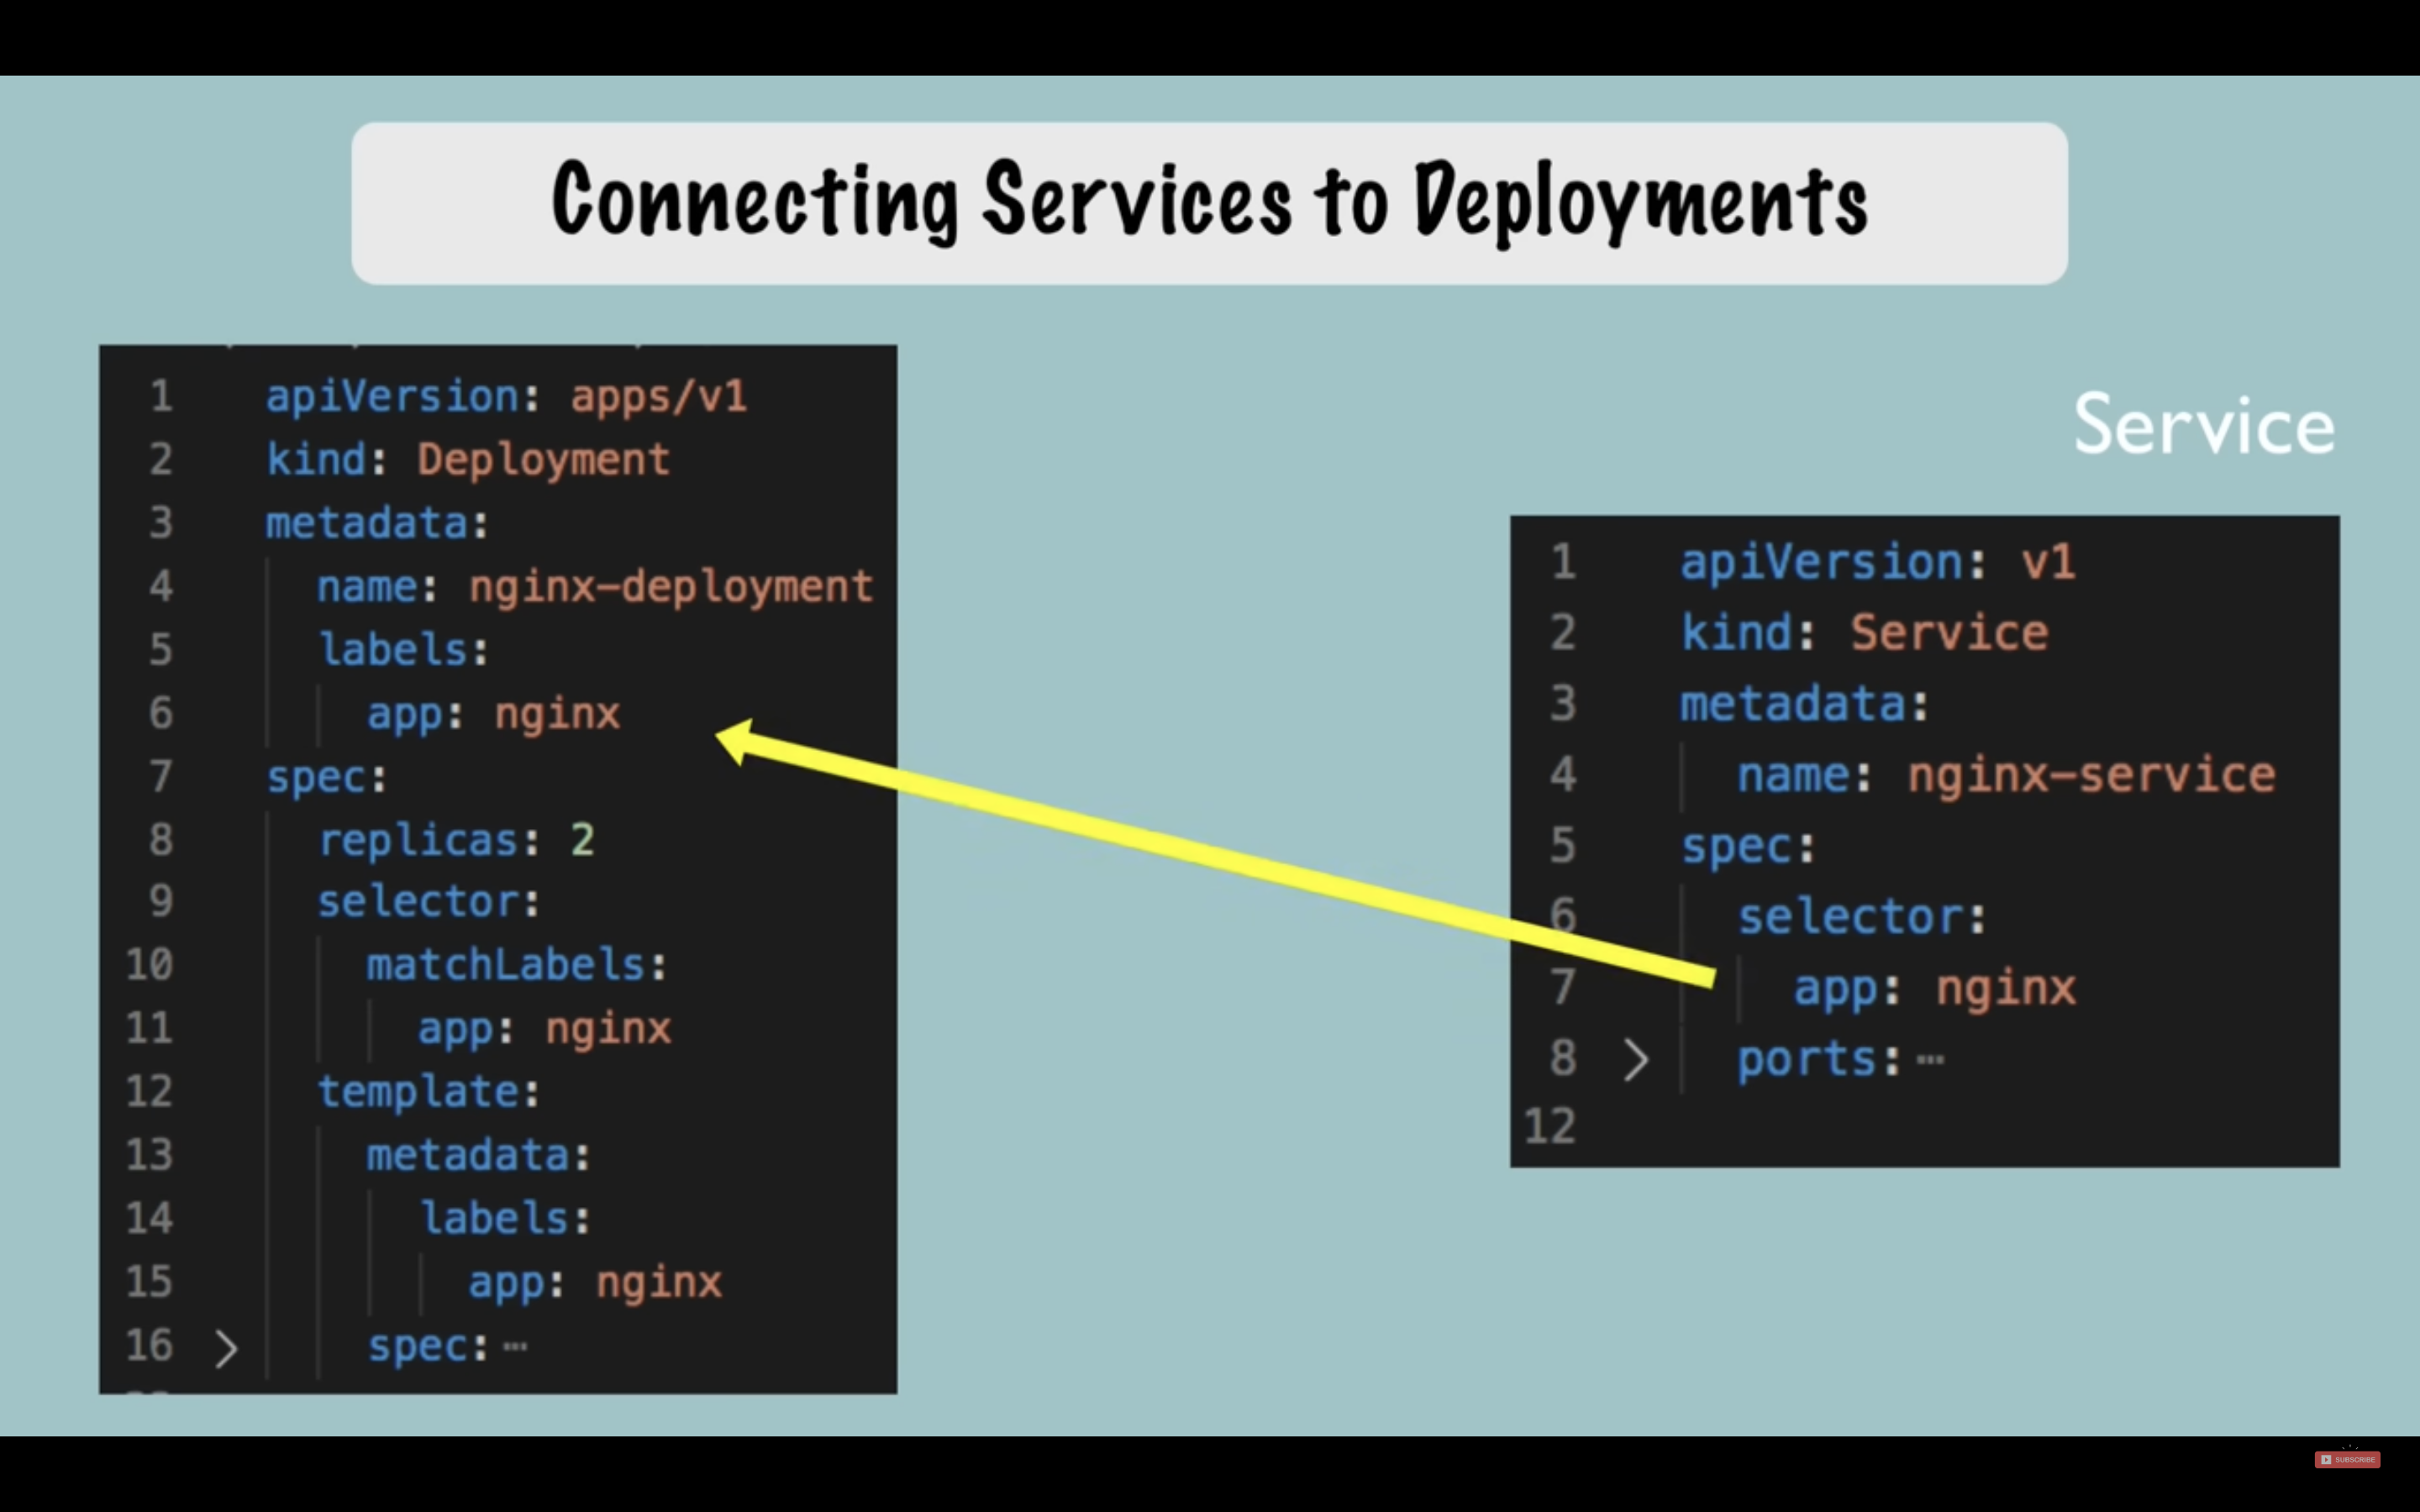 Connecting Services to Deployments
1 apiVersion: apps/v1
2 kind: Deployment
3 metadata:
4 name: nginx-deployment
5 labels:
6 app: nginx
7 spec:
8 replicas: 2
9 selector:
10 matchLabels:
11 app: nginx
12 template:
13 metadata:
14 labels:
15 app: nginx
16 > spec:⋯
Service
1 apiVersion: v1
2 kind: Service
3 metadata:
4 name: nginx-service
5 spec:
6 selector:
7 app: nginx
8 > ports:⋯
12
SUBSCRIBE